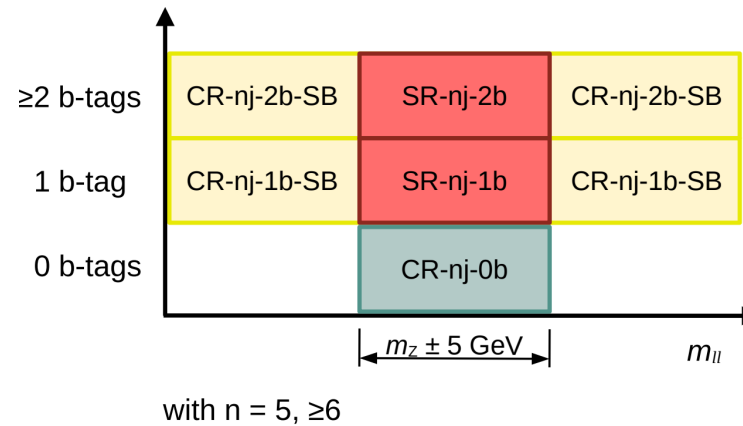 ≥2 b-tags CR-nj-2b-SB SR-nj-2b CR-nj-2b-SB
1 b-tag CR-nj-1b-SB SR-nj-1b CR-nj-1b-SB
0 b-tags CR-nj-0b
mZ ± 5 GeV
mll
with n = 5, ≥6